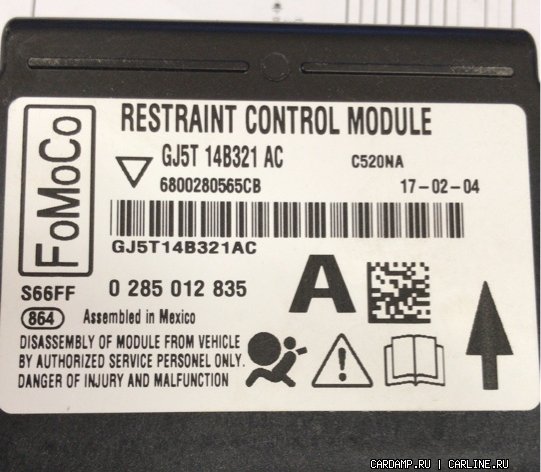 RESTRAINT CONTROL MODULE
FoMoCo
GJ5T 14B321 AC
C520NA
6800280565CB
17-02-04
GJ5T14B321AC
S66FF
0 285 012 835
A
864
Assembled in Mexico
DISASSEMBLY OF MODULE FROM VEHICLE
BY AUTHORIZED SERVICE PERSONEL ONLY.
DANGER OF INJURY AND MALFUNCTION
CARDAMP.RU | CARLINE.RU